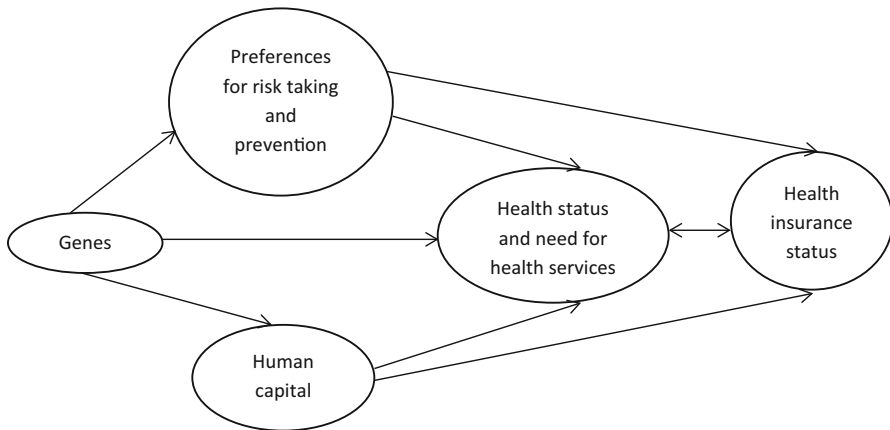 Preferences
for risk taking
and
prevention
Genes
Health status
and need for
health services
Health
insurance
status
Human
capital